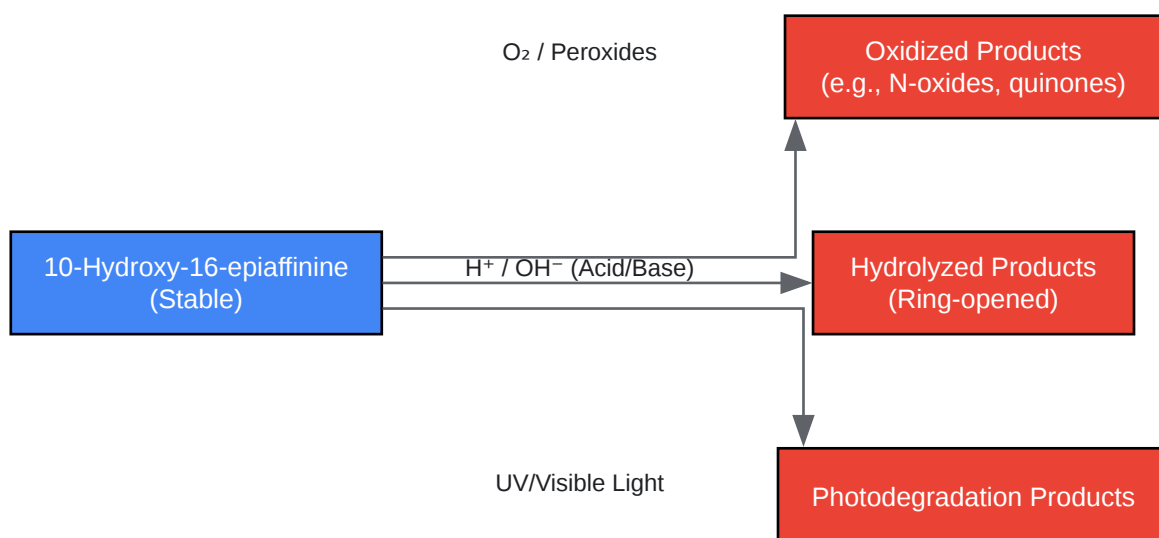 O₂ / Peroxides
Oxidized Products
(e.g., N-oxides, quinones)
10-Hydroxy-16-epiaffinine
(Stable)
H⁺ / OH⁻ (Acid/Base)
Hydrolyzed Products
(Ring-opened)
UV/Visible Light
Photodegradation Products